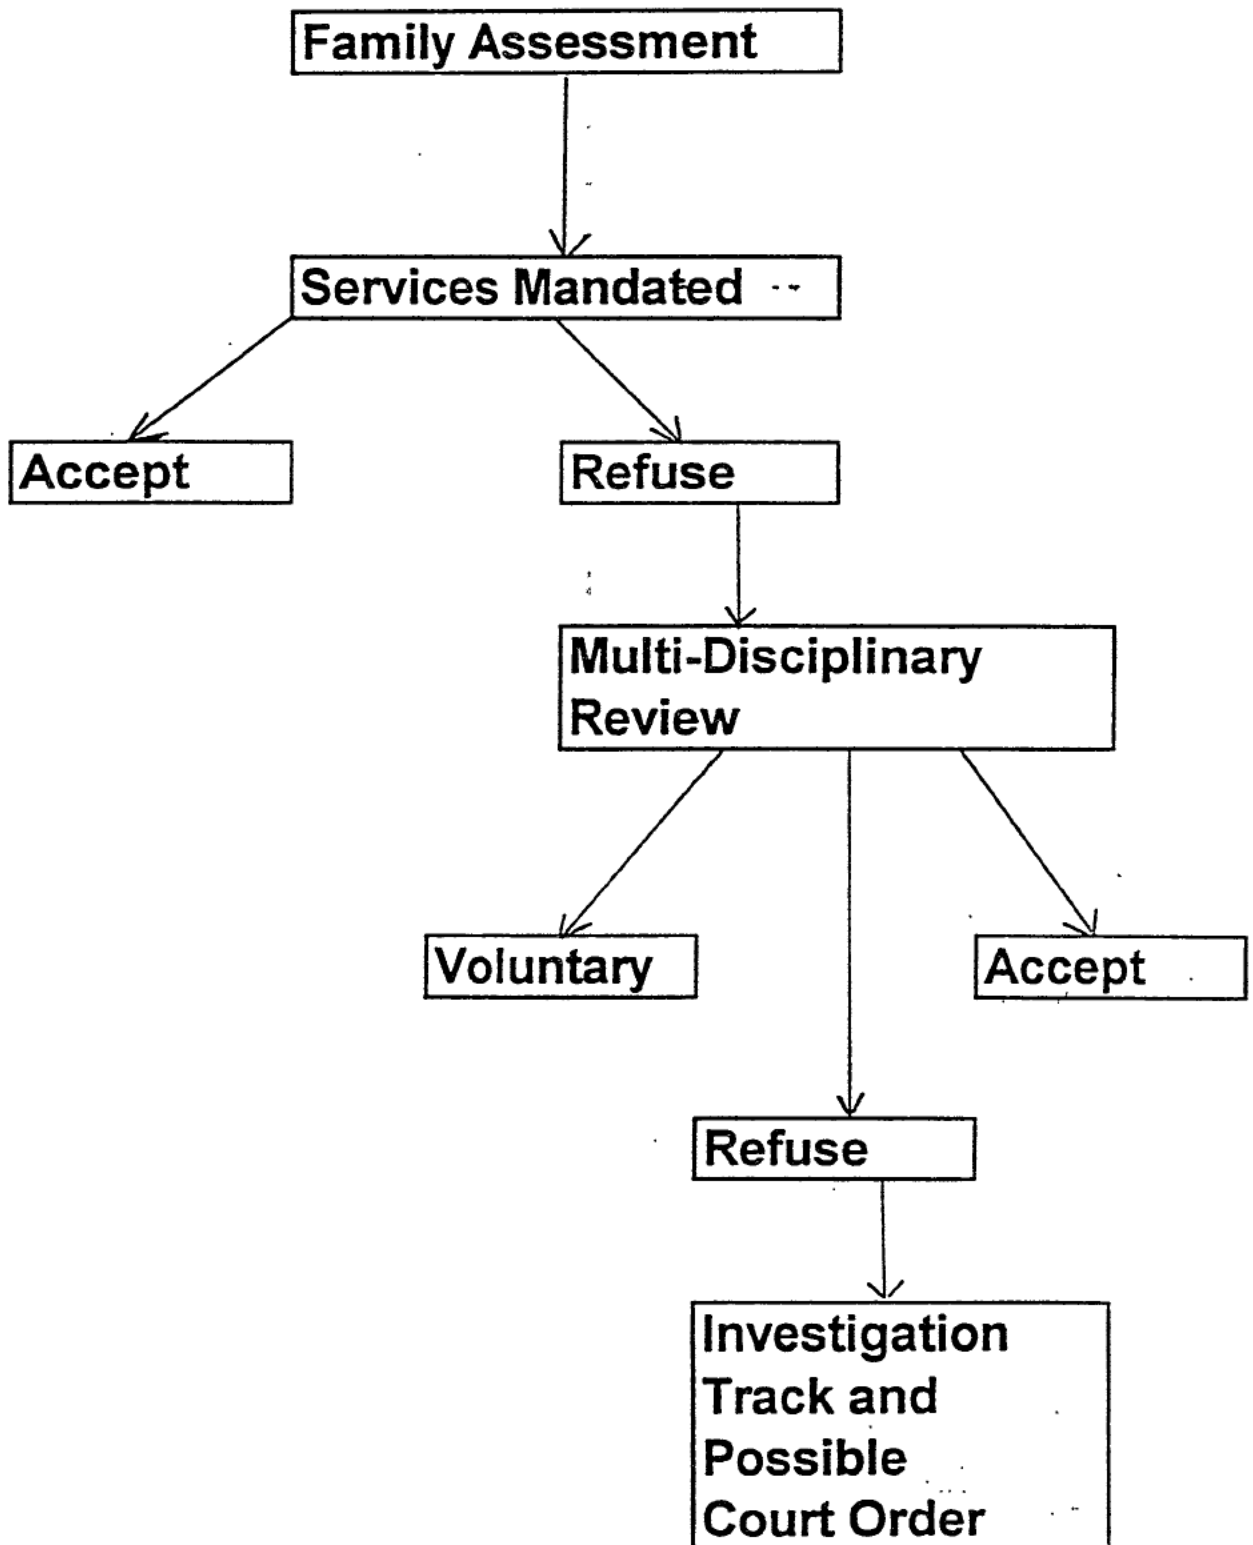 Family Assessment
Services Mandated
Accept
Refuse
Multi-Disciplinary
Review
Voluntary
Accept
Refuse
Investigation
Track and
Possible
Court Order